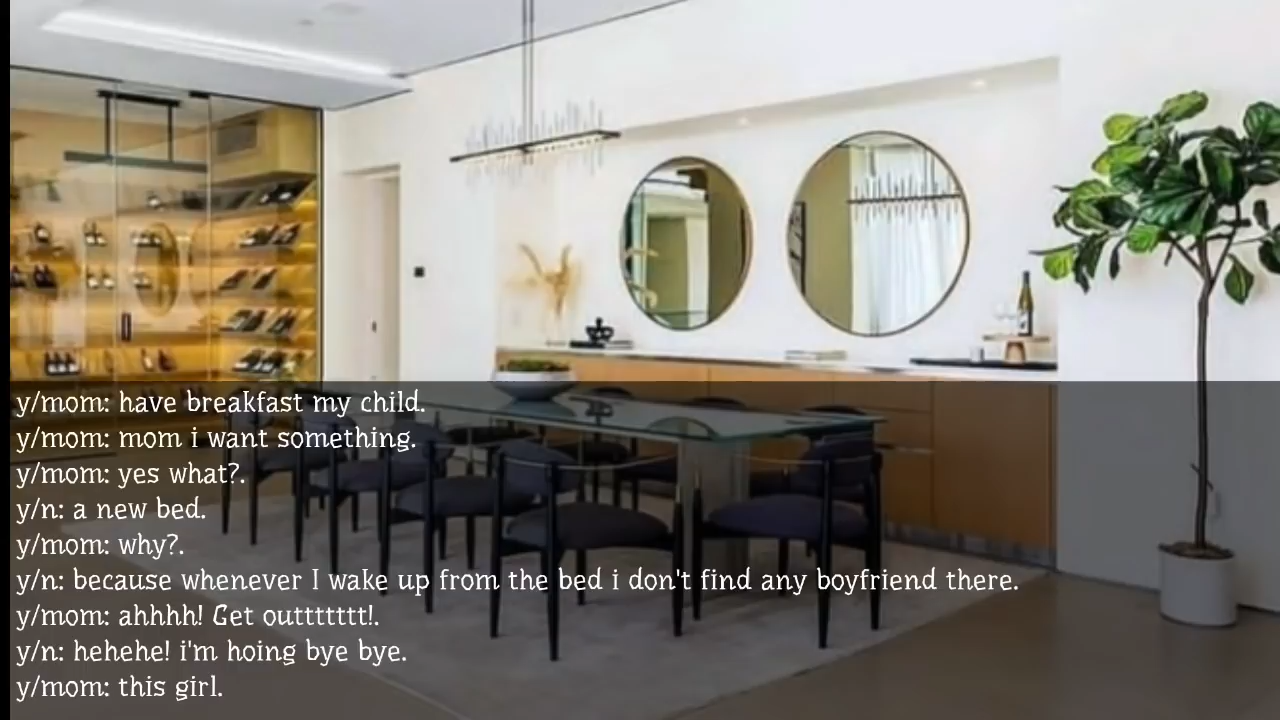 y/mom: have breakfast my child.
y/mom: mom i want something.
y/mom: yes what?.
y/n: a new bed.
y/mom: why?.
y/n: because whenever I wake up from the bed i don't find any boyfriend there.
y/mom: ahhhh! Get outttttttt!.
y/n: hehehe! i'm hoing bye bye.
y/mom: this girl.